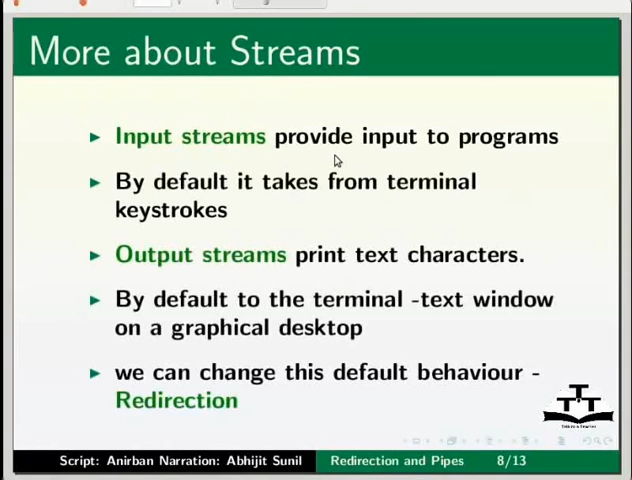 More about Streams
Input streams provide input to programs
By default it takes from terminal
keystrokes
Output streams print text characters.
By default to the terminal -text window
on a graphical desktop
we can change this default behaviour -
Redirection
TTT
Script: Anirban Narration: Abhijit Sunil Redirection and Pipes 8/13